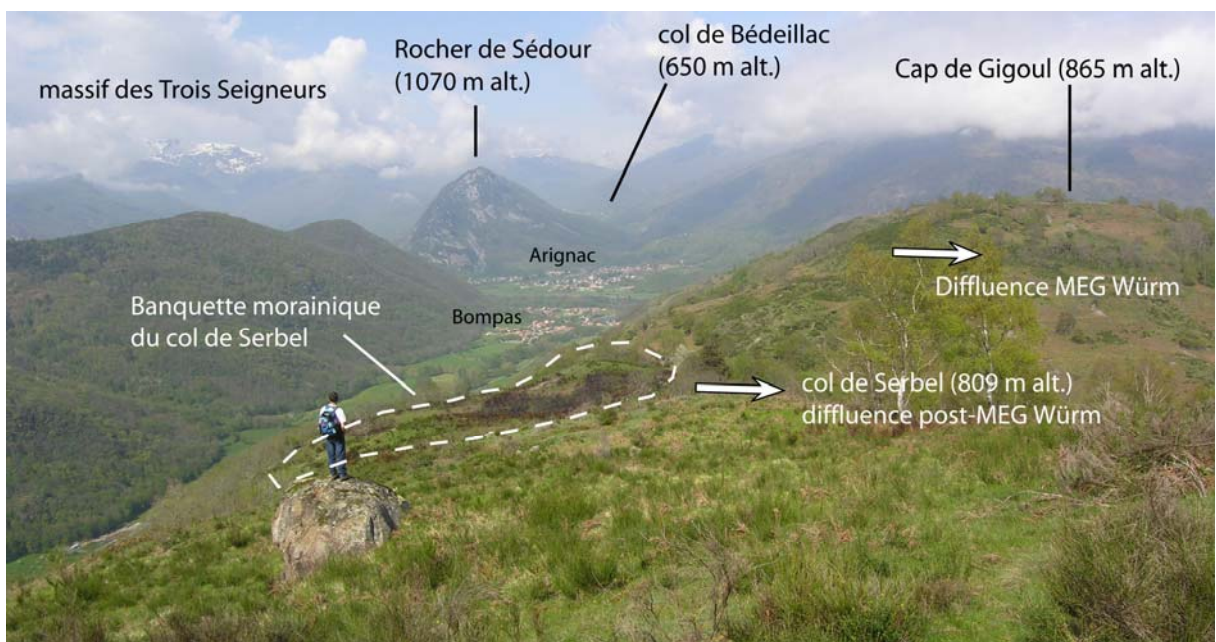 massif des Trois Seigneurs
Rocher de Sédour
(1070 m alt.)
col de Bédeillac
(650 m alt.)
Cap de Gigoul (865 m alt.)
Arignac
Diffluence MEG Würm
Banquette morainique
du col de Serbel
Bompas
col de Serbel (809 m alt.)
diffluence post-MEG Würm